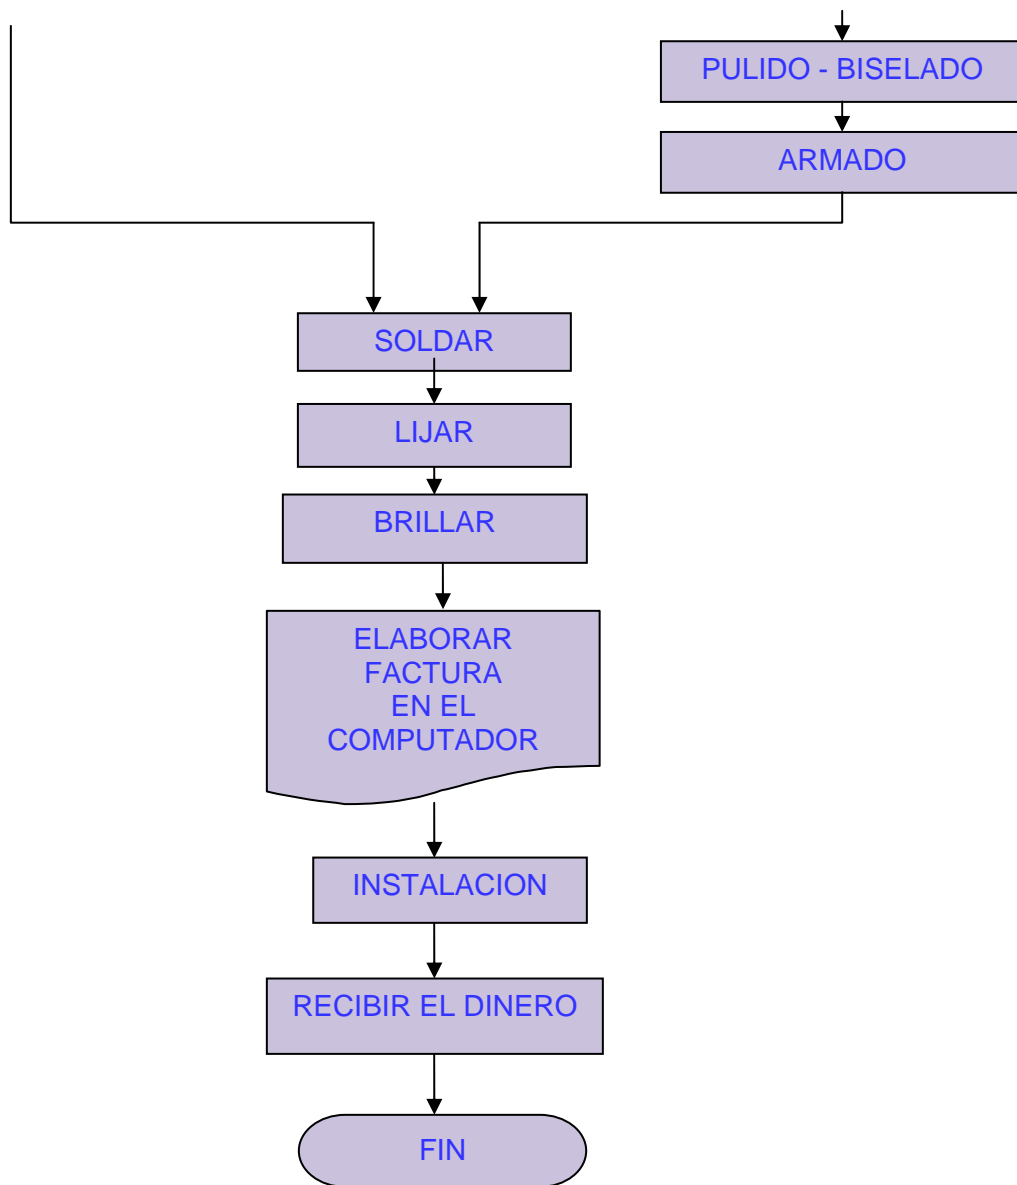 PULIDO - BISELADO
ARMADO
SOLDAR
LIJAR
BRILLAR
ELABORAR
FACTURA
EN EL
COMPUTADOR
INSTALACION
RECIBIR EL DINERO
FIN